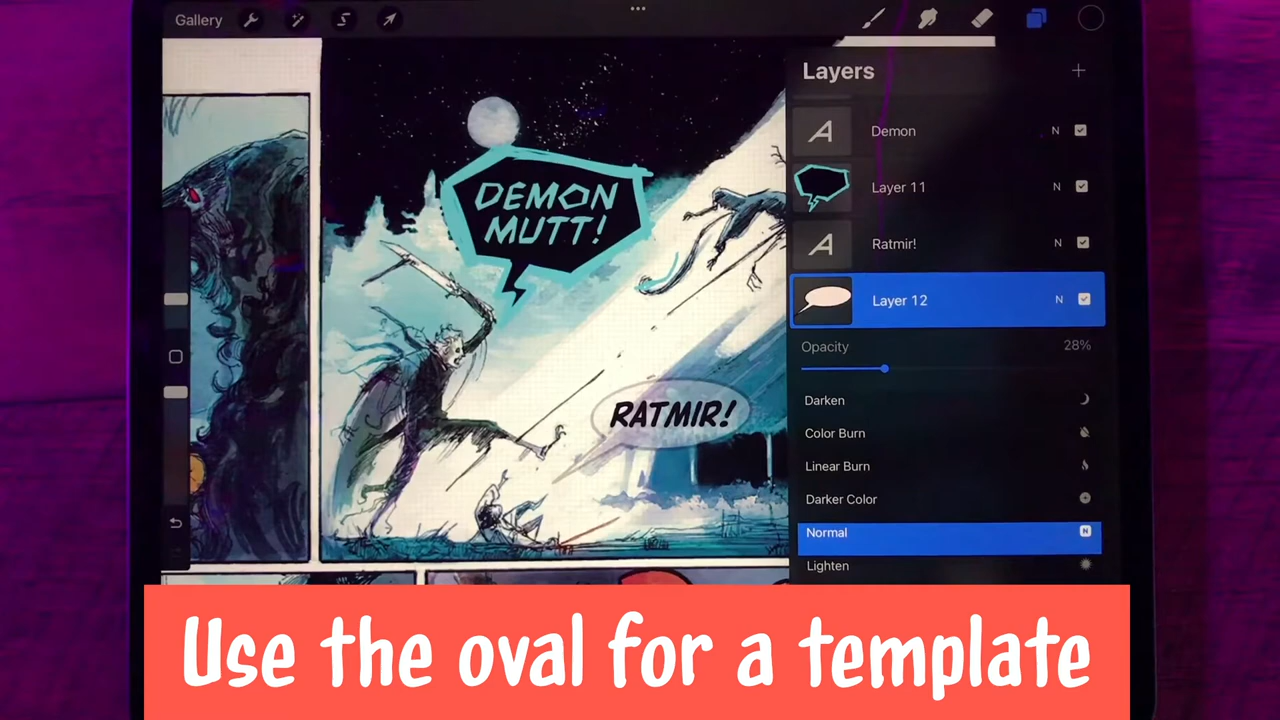 Gallery
Layers
Demon N
Layer 11 N
Ratmir! N
Layer 12 N
Opacity 28%
Darken
Color Burn
Linear Burn
Darker Color
Normal N
Lighten
DEMON
MUTT!
RATMIR!
Use the oval for a template